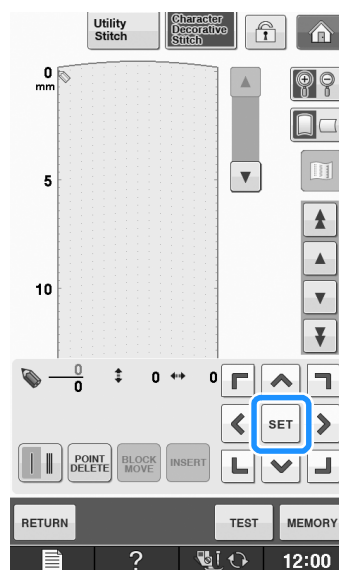 Utility
Stitch
Character
Decorative
Stitch
0
mm
5
10
0
0
0
0
SET
POINT
DELETE
BLOCK
MOVE
INSERT
RETURN
TEST
MEMORY
?
12:00